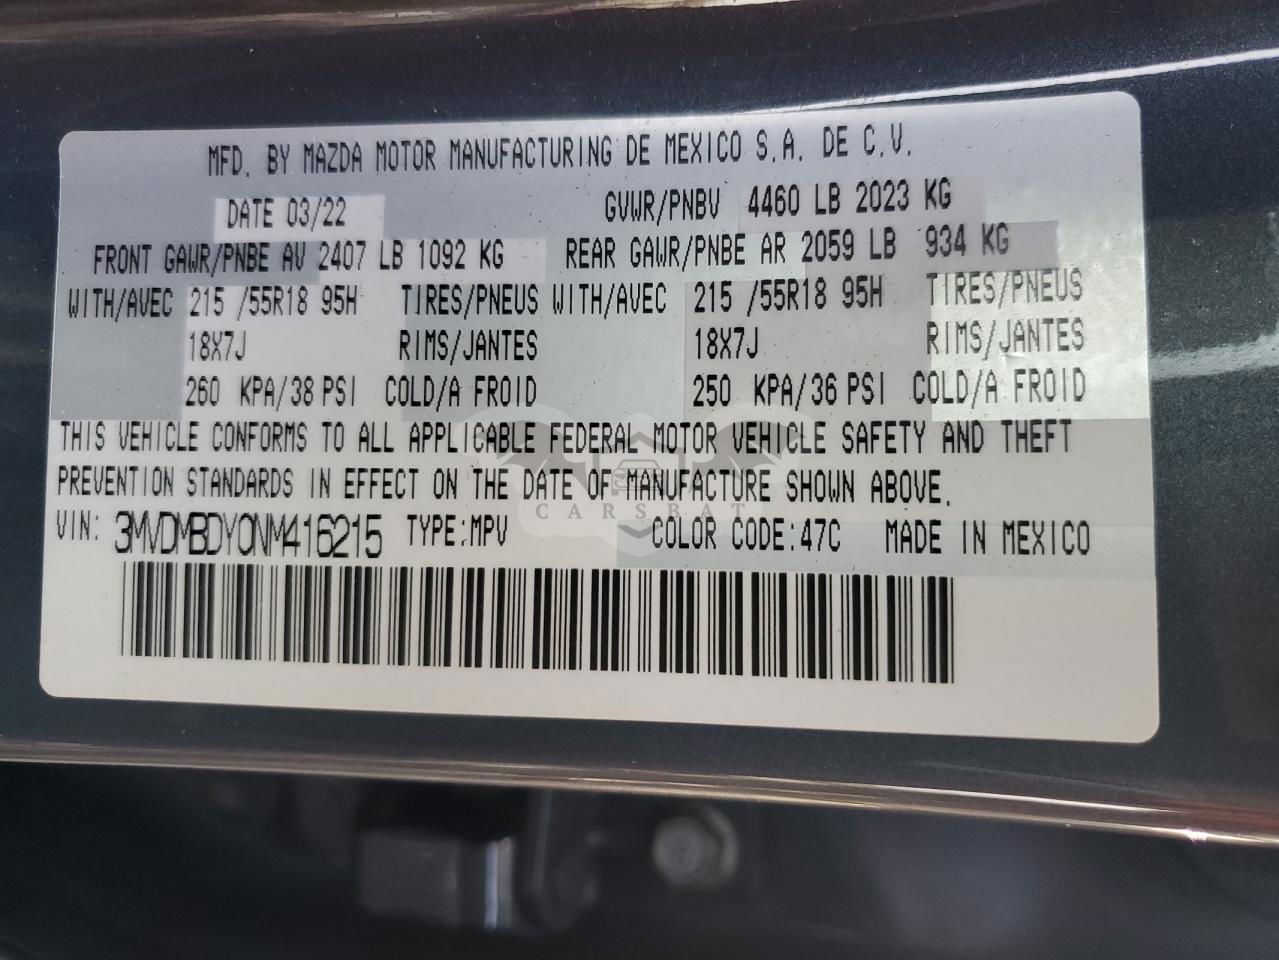 MFD. BY MAZDA MOTOR MANUFACTURING DE MEXICO S.A. DE C.V.
DATE 03/22 GVWR/PNBV 4460 LB 2023 KG
FRONT GAWR/PNBE AV 2407 LB 1092 KG REAR GAWR/PNBE AR 2059 LB 934 KG
WITH/AVEC 215 /55R18 95H TIRES/PNEUS WITH/AVEC 215 /55R18 95H TIRES/PNEUS
18X7J RIMS/JANTES 18X7J RIMS/JANTES
260 KPA/38 PSI COLD/A FROID 250 KPA/36 PSI COLD/A FROID
THIS VEHICLE CONFORMS TO ALL APPLICABLE FEDERAL MOTOR VEHICLE SAFETY AND THEFT
PREVENTION STANDARDS IN EFFECT ON THE DATE OF MANUFACTURE SHOWN ABOVE.
CARSBAT
VIN: 3MVDMBDY0NM416215 TYPE:MPV COLOR CODE:47C MADE IN MEXICO